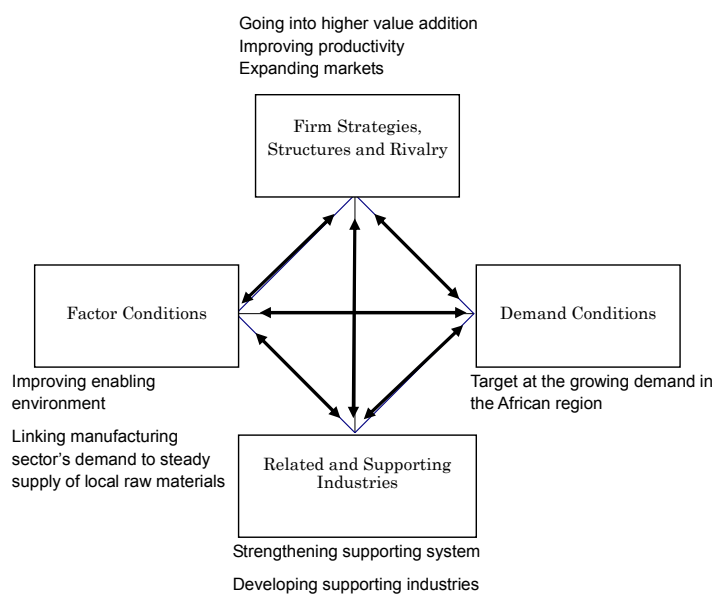 Going into higher value addition
Improving productivity
Expanding markets
Firm Strategies,
Structures and Rivalry
Factor Conditions
Demand Conditions
Improving enabling
environment
Linking manufacturing
sector's demand to steady
supply of local raw materials
Target at the growing demand in
the African region
Related and Supporting
Industries
Strengthening supporting system
Developing supporting industries